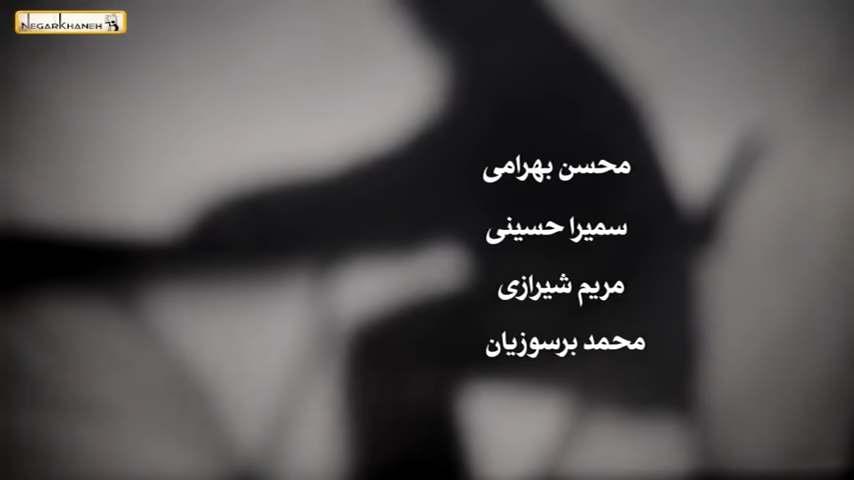 NEGARKHANEH
محسن بهرامی
سمیرا حسینی
مریم شیرازی
محمد برسوزیان